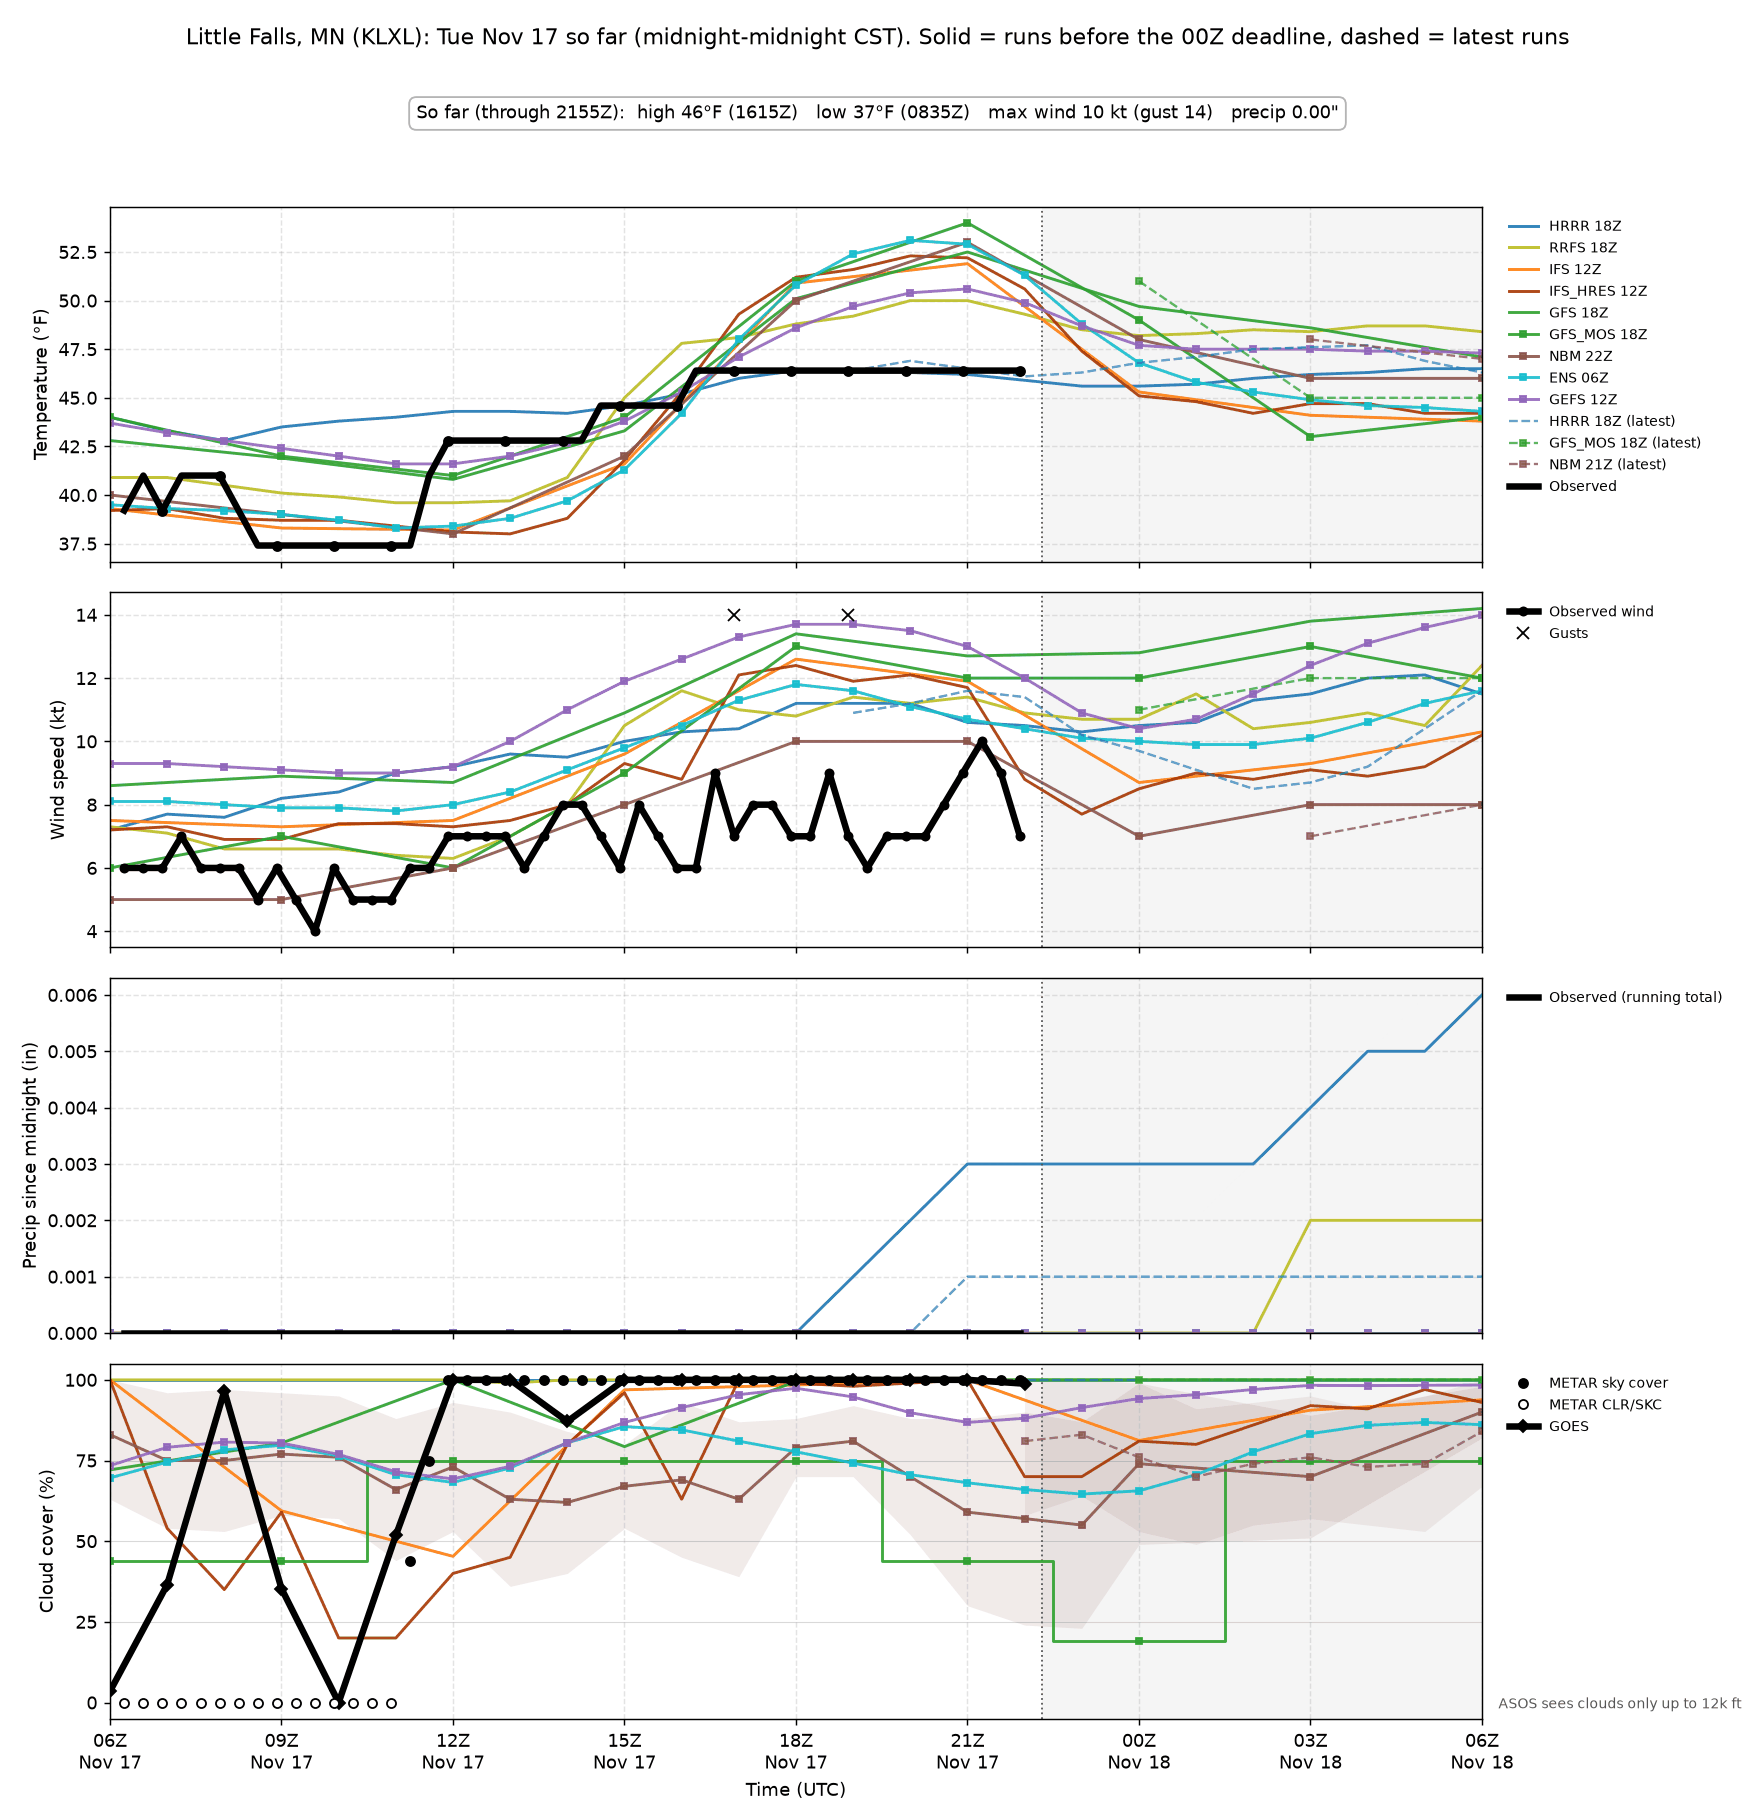 Little Falls, MN (KLXL): Tue Nov 17 so far (midnight-midnight CST). Solid = runs before the 00Z deadline, dashed = latest runs
So far (through 2155Z):  high 46°F (1615Z)   low 37°F (0835Z)   max wind 10 kt (gust 14)   precip 0.00"
Temperature (°F)
52.5
50.0
47.5
45.0
42.5
40.0
37.5
HRRR 18Z
RRFS 18Z
IFS 12Z
IFS_HRES 12Z
GFS 18Z
GFS_MOS 18Z
NBM 22Z
ENS 06Z
GEFS 12Z
HRRR 18Z (latest)
GFS_MOS 18Z (latest)
NBM 21Z (latest)
Observed
Wind speed (kt)
14
12
10
8
6
4
Observed wind
Gusts
Precip since midnight (in)
0.006
0.005
0.004
0.003
0.002
0.001
0.000
Observed (running total)
Cloud cover (%)
100
75
50
25
0
METAR sky cover
METAR CLR/SKC
GOES
ASOS sees clouds only up to 12k ft
06Z 09Z 12Z 15Z 18Z 21Z 00Z 03Z 06Z
Nov 17 Nov 17 Nov 17 Nov 17 Nov 17 Nov 17 Nov 18 Nov 18 Nov 18
Time (UTC)